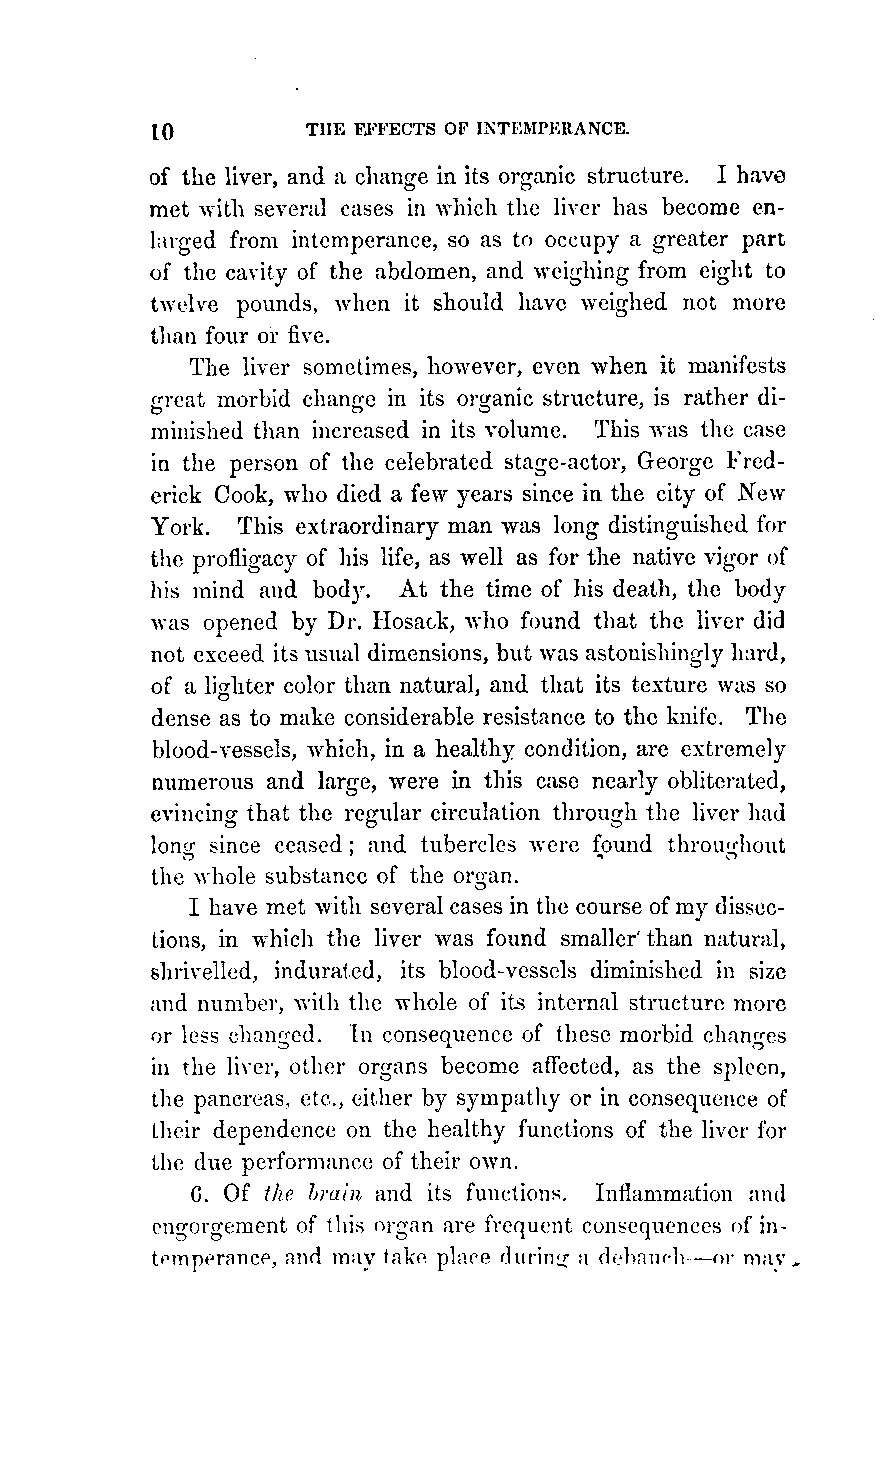 10 THE EFFECTS OF INTEMPERANCE.
of the liver, and a change in its organic structure. I have
met with several cases in which the liver has become en-
larged from intemperance, so as to occupy a greater part
of the cavity of the abdomen, and weighing from eight to
twelve pounds, when it should have weighed not more
than four or five.
The liver sometimes, however, even when it manifests
great morbid change in its organic structure, is rather di-
minished than increased in its volume. This was the case
in the person of the celebrated stage-actor, George Fred-
erick Cook, who died a few years since in the city of New
York. This extraordinary man was long distinguished for
the profligacy of his life, as well as for the native vigor of
his mind and body. At the time of his death, the body
was opened by Dr. Hosack, who found that the liver did
not exceed its usual dimensions, but was astonishingly hard,
of a lighter color than natural, and that its texture was so
dense as to make considerable resistance to the knife. The
blood-vessels, which, in a healthy condition, are extremely
numerous and large, were in this case nearly obliterated,
evincing that the regular circulation through the liver had
long since ceased; and tubercles were found throughout
the whole substance of the organ.
I have met with several cases in the course of my dissec-
tions, in which the liver was found smaller than natural,
shrivelled, indurated, its blood-vessels diminished in size
and number, with the whole of its internal structure more
or less changed. In consequence of these morbid changes
in the liver, other organs become affected, as the spleen,
the pancreas, etc., either by sympathy or in consequence of
their dependence on the healthy functions of the liver for
the due performance of their own.
6. Of the brain and its functions. Inflammation and
engorgement of this organ are frequent consequences of in-
temperance, and may take place during a debauch—or may